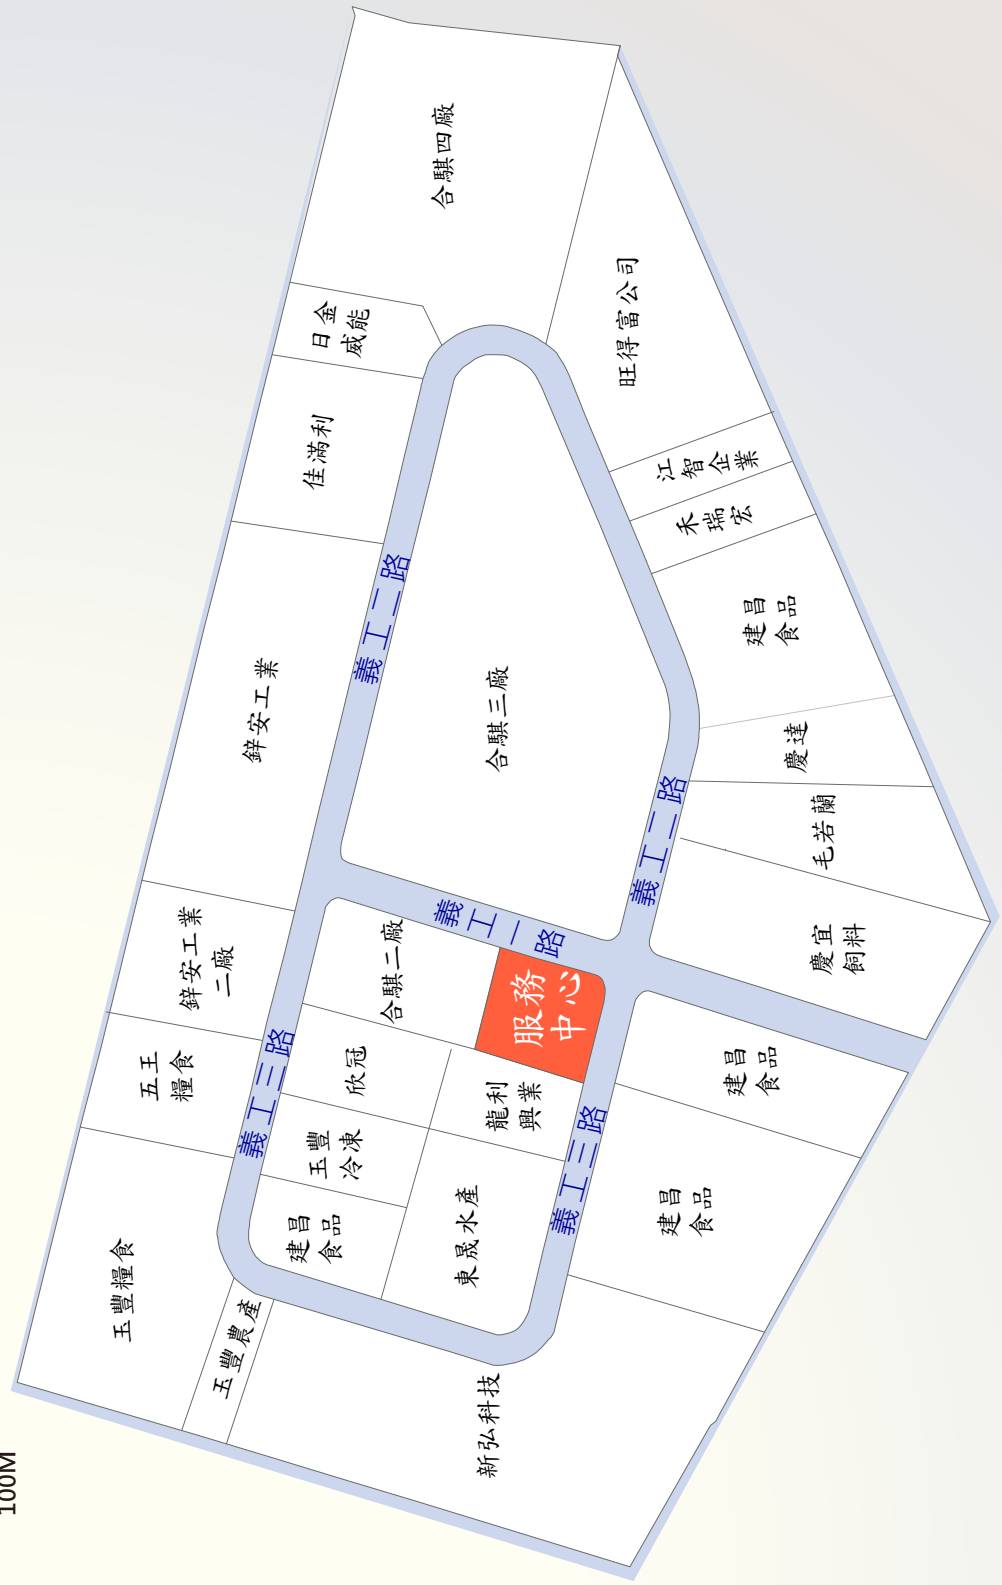 合騏四廠
日金
威能
旺得富公司
佳滿利
江
智
企
業
禾
瑞
宏
義工二路
建昌
食品
鋅安工業
合騏三廠
慶達
義工二路
毛若蘭
鋅安工業
二廠
合騏二廠
義工一路
慶宜
飼料
服務
中心
五王
糧食
義工三路
欣冠
龍利
興業
建昌
食品
玉豐
冷凍
義工三路
建昌
食品
東晟水產
建昌
食品
玉豐糧食
玉豐農產
新弘科技
100M